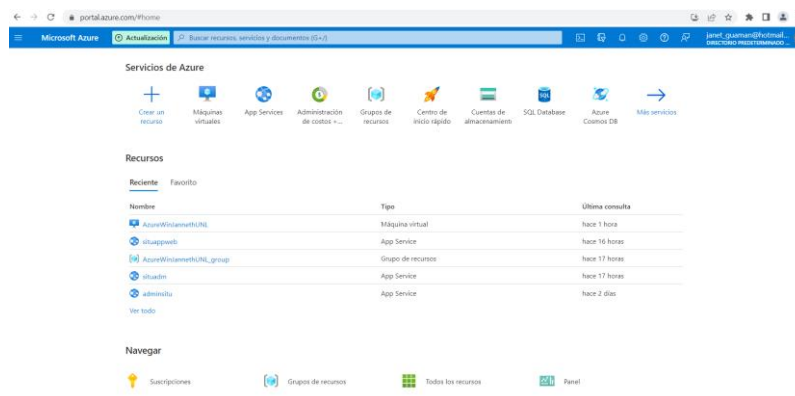 portal.azure.com/#home
Microsoft Azure
Actualización
Buscar recursos, servicios y documentos (G+/)
janet_guaman@hotmail...
DIRECTORIO PREDETERMINADO ...
Servicios de Azure
Crear un recurso
Máquinas virtuales
App Services
Administración de costos +...
Grupos de recursos
Centro de inicio rápido
Cuentas de almacenamiento
SQL Database
Azure Cosmos DB
Más servicios
Recursos
Reciente Favorito
Nombre Tipo Última consulta
AzureWinJannethUNL Máquina virtual hace 1 hora
situappweb App Service hace 16 horas
AzureWinJannethUNL_group Grupo de recursos hace 17 horas
situadm App Service hace 17 horas
adminsitu App Service hace 2 días
Ver todo
Navegar
Suscripciones Grupos de recursos Todos los recursos Panel